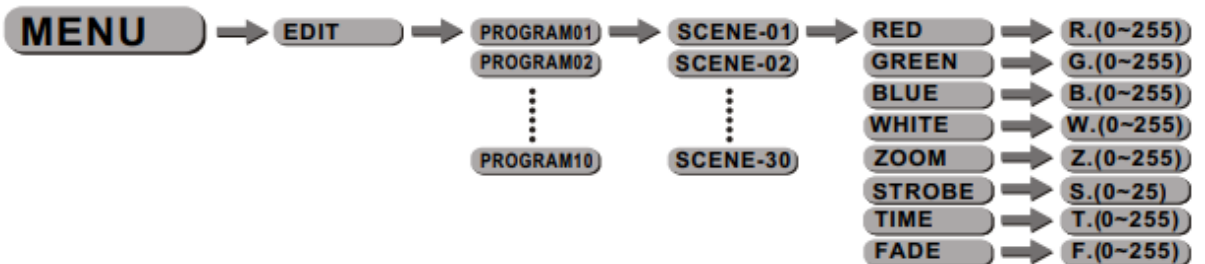 MENU EDIT PROGRAM01 SCENE-01 RED R.(0~255)
PROGRAM02 SCENE-02 GREEN G.(0~255)
BLUE B.(0~255)
WHITE W.(0~255)
PROGRAM10 SCENE-30 ZOOM Z.(0~255)
STROBE S.(0~25)
TIME T.(0~255)
FADE F.(0~255)